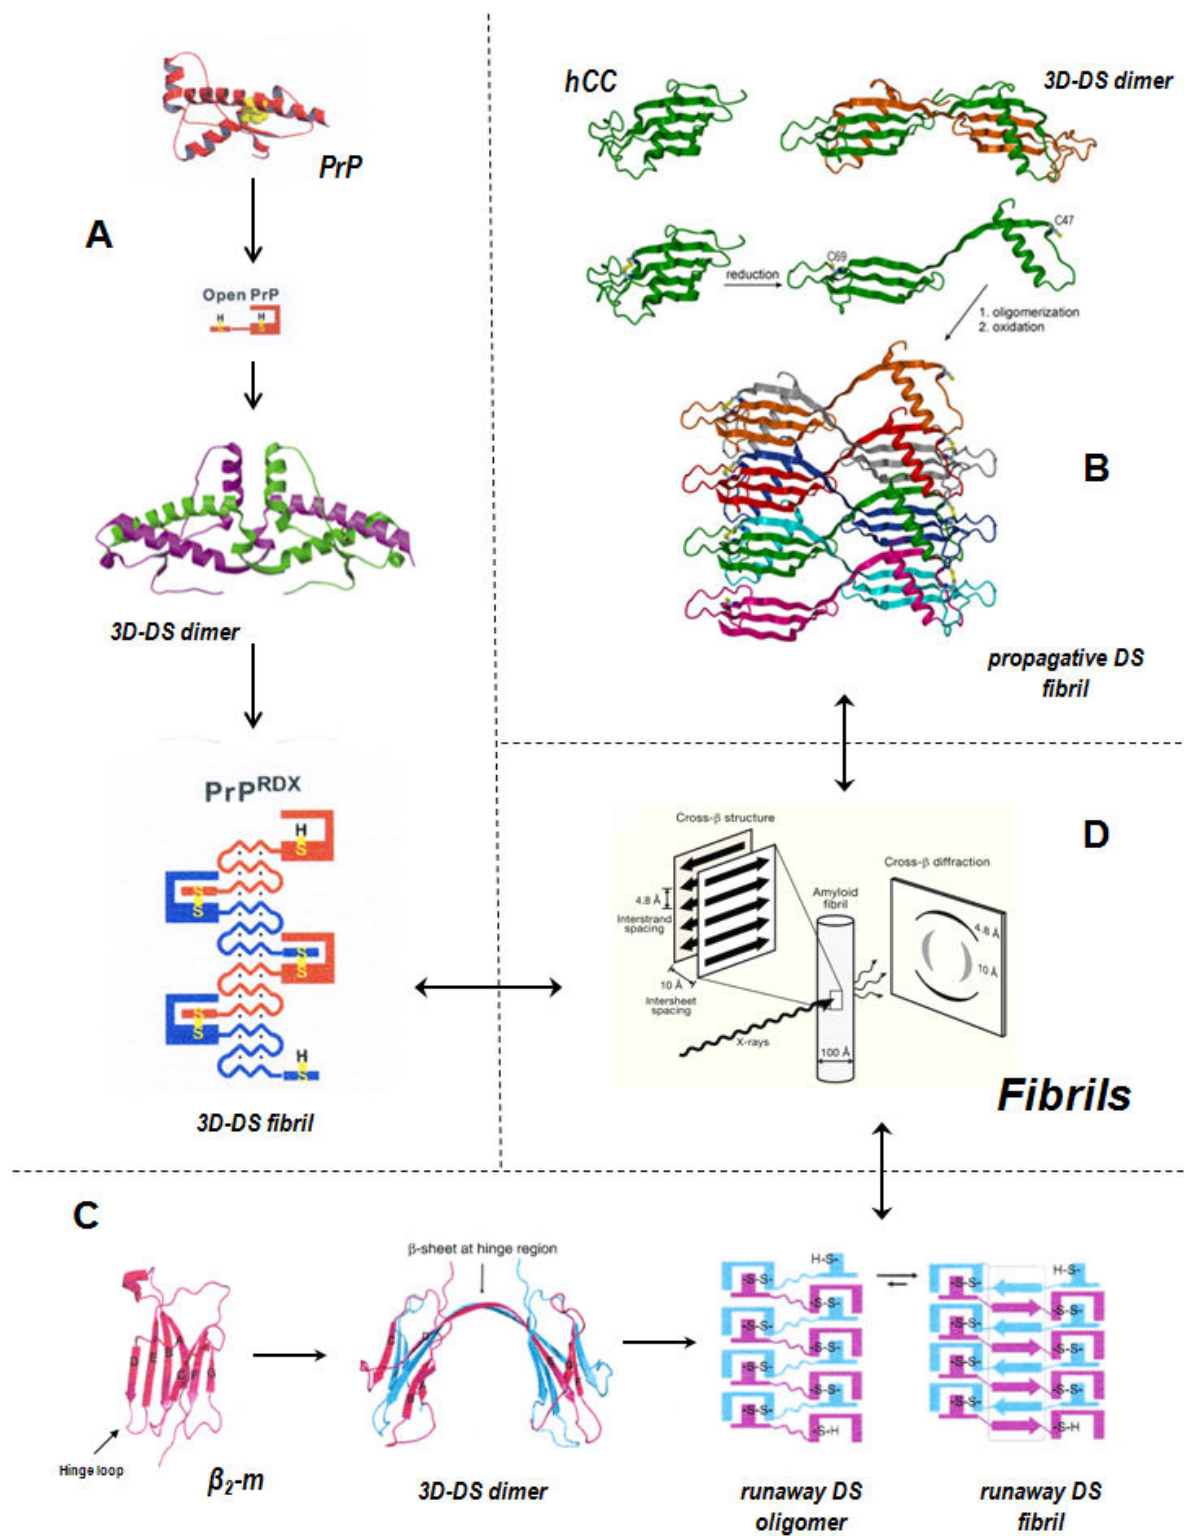 PrP
A
Open PrP
H
H
S
S
3D-DS dimer
PrP^RDX
H
S
S
S
S
S
S
S
H
S
3D-DS fibril
hCC
3D-DS dimer
C47
C69
reduction
1. oligomerization
2. oxidation
B
propagative DS
fibril
D
Cross-β structure
Cross-β diffraction
4.8 Å
Interstrand
spacing
Amyloid
fibril
4.8 Å
10 Å
10 Å
Intersheet
spacing
X-rays
100 Å
Fibrils
C
β-sheet at hinge region
D
E
B
A
C
F
G
Hinge loop
β₂-m
D
B
A
E
G
F
3D-DS dimer
H-S-
-S-S-
-S-S-
-S-S-
-S-S-
-S-S-
-S-S-
-S-S-
-S-H
runaway DS
oligomer
H-S-
-S-S-
-S-S-
-S-S-
-S-S-
-S-S-
-S-S-
-S-S-
-S-H
runaway DS
fibril